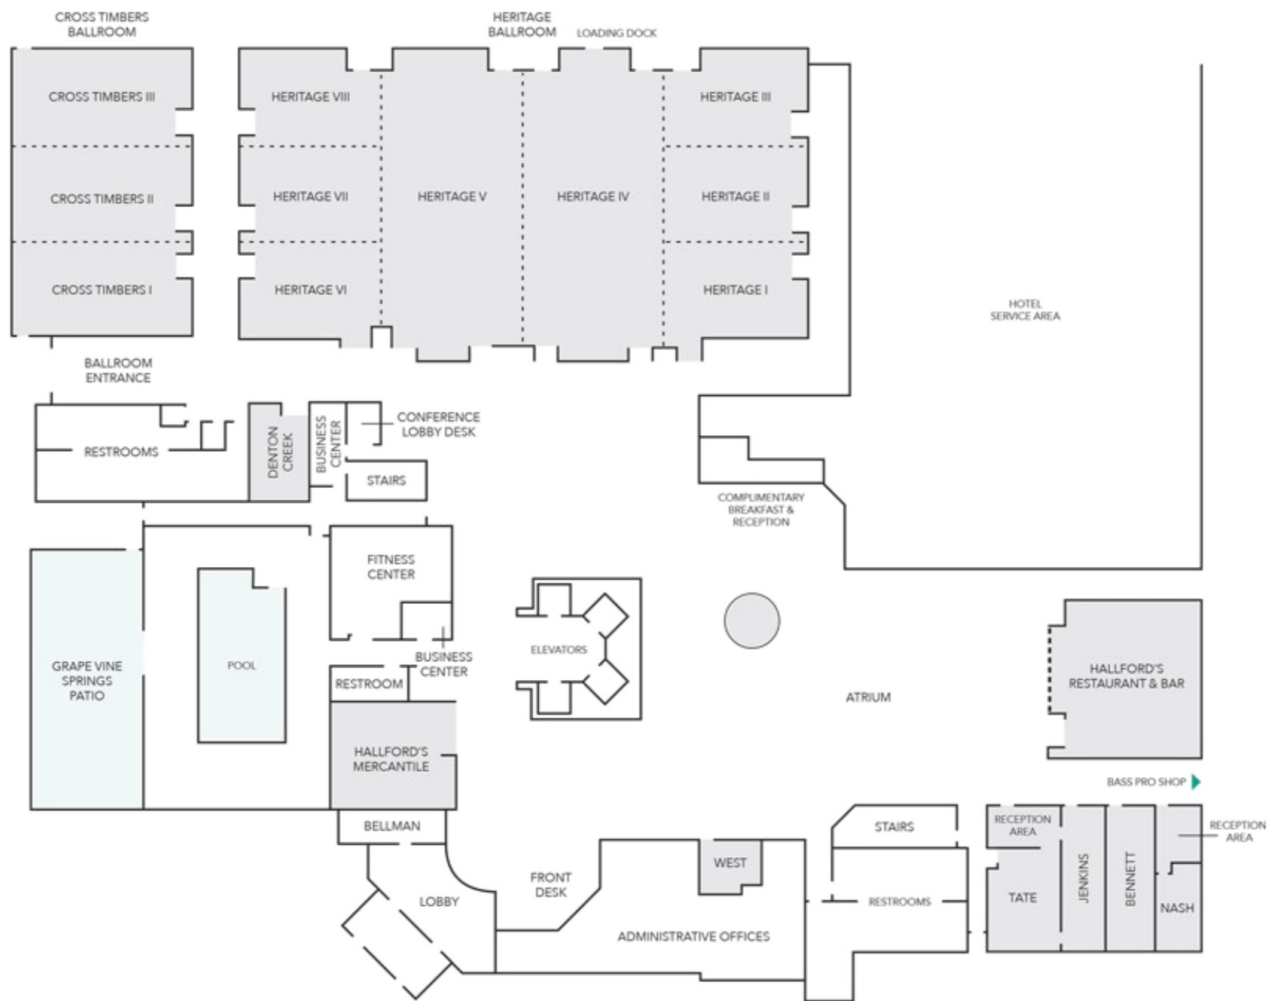 CROSS TIMBERS
BALLROOM
HERITAGE
BALLROOM
LOADING DOCK
CROSS TIMBERS III
HERITAGE VIII
HERITAGE III
CROSS TIMBERS II
HERITAGE VII
HERITAGE V
HERITAGE IV
HERITAGE II
CROSS TIMBERS I
HERITAGE VI
HERITAGE I
HOTEL
SERVICE AREA
BALLROOM
ENTRANCE
RESTROOMS
DENTON
CREEK
BUSINESS
CENTER
CONFERENCE
LOBBY DESK
STAIRS
COMPLIMENTARY
BREAKFAST &
RECEPTION
FITNESS
CENTER
BUSINESS
CENTER
GRAPE VINE
SPRINGS
PATIO
POOL
RESTROOM
ELEVATORS
ATRIUM
HALLFORD'S
RESTAURANT & BAR
HALLFORD'S
MERCANTILE
BASS PRO SHOP
BELLMAN
STAIRS
RECEPTION
AREA
RECEPTION
AREA
LOBBY
FRONT
DESK
WEST
ADMINISTRATIVE OFFICES
RESTROOMS
TATE
JENKINS
BENNETT
NASH